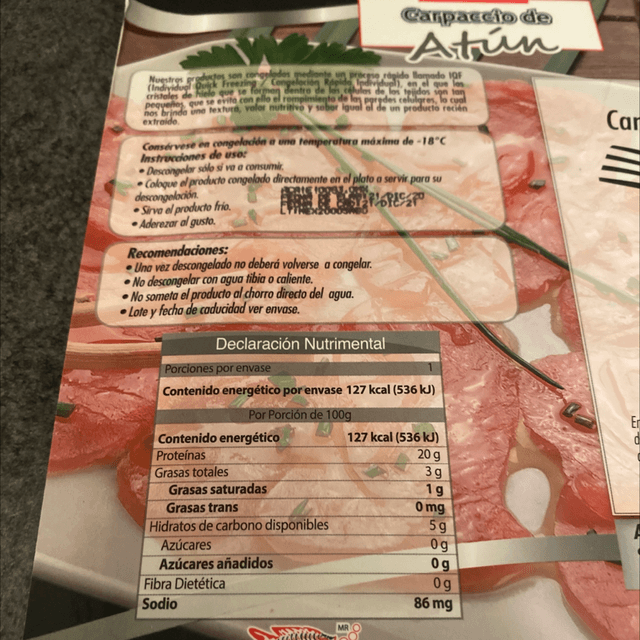 Carpaccio de
Atún
Nuestros productos son congelados mediante un proceso rápido llamado IQF
(Individual Quick Freezing / Congelación Rápida Individual), en el que los
cristales de hielo que se forman dentro de las células de los tejidos son tan
pequeños, que se evita con ello el rompimiento de las paredes celulares, lo cual
nos brinda una textura, valor nutritivo y sabor igual al de un producto recién
extraído.
Consérvese en congelación a una temperatura máxima de -18°C
Instrucciones de uso:
• Descongelar sólo si va a consumir.
• Coloque el producto congelado directamente en el plato a servir para su
descongelación.
• Sirva el producto frío.
• Aderezar al gusto.
Recomendaciones:
• Una vez descongelado no deberá volverse a congelar.
• No descongelar con agua tibia o caliente.
• No someta el producto al chorro directo del agua.
• Lote y fecha de caducidad ver envase.
Declaración Nutrimental
Porciones por envase 1
Contenido energético por envase 127 kcal (536 kJ)
Por Porción de 100g
Contenido energético 127 kcal (536 kJ)
Proteínas 20 g
Grasas totales 3 g
Grasas saturadas 1 g
Grasas trans 0 mg
Hidratos de carbono disponibles 5 g
Azúcares 0 g
Azúcares añadidos 0 g
Fibra Dietética 0 g
Sodio 86 mg
MR
Car